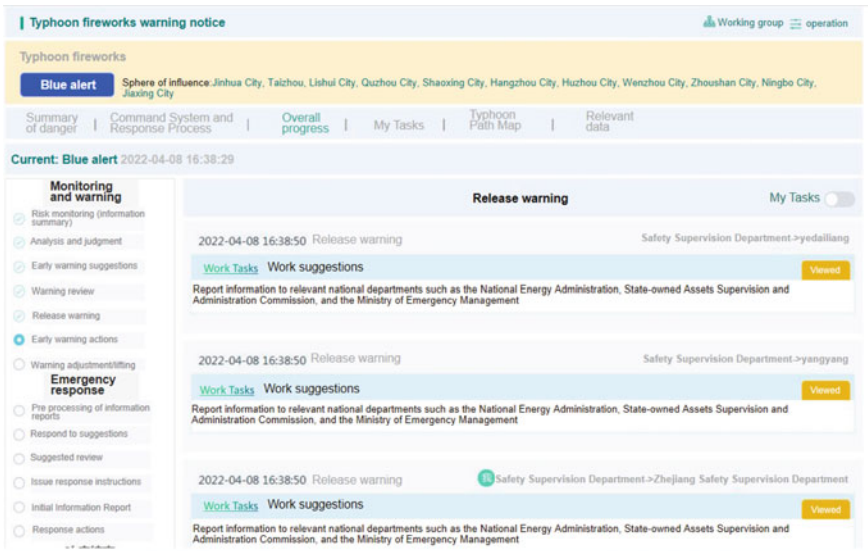 Typhoon fireworks warning notice
Working group operation
Typhoon fireworks
Blue alert
Sphere of influence:Jinhua City, Taizhou, Lishui City, Quzhou City, Shaoxing City, Hangzhou City, Huzhou City, Wenzhou City, Zhoushan City, Ningbo City,
Jiaxing City
Summary
of danger
Command System and
Response Process
Overall
progress
My Tasks
Typhoon
Path Map
Relevant
data
Current: Blue alert 2022-04-08 16:38:29
Monitoring
and warning
Risk monitoring (information
summary)
Analysis and judgment
Early warning suggestions
Warning review
Release warning
Early warning actions
Warning adjustment/lifting
Emergency
response
Pre processing of information
reports
Respond to suggestions
Suggested review
Issue response instructions
Initial Information Report
Response actions
Release warning
My Tasks
2022-04-08 16:38:50 Release warning
Safety Supervision Department->yedailiang
Work Tasks Work suggestions
Viewed
Report information to relevant national departments such as the National Energy Administration, State-owned Assets Supervision and
Administration Commission, and the Ministry of Emergency Management
2022-04-08 16:38:50 Release warning
Safety Supervision Department->yangyang
Work Tasks Work suggestions
Viewed
Report information to relevant national departments such as the National Energy Administration, State-owned Assets Supervision and
Administration Commission, and the Ministry of Emergency Management
2022-04-08 16:38:50 Release warning
Safety Supervision Department->Zhejiang Safety Supervision Department
Work Tasks Work suggestions
Viewed
Report information to relevant national departments such as the National Energy Administration, State-owned Assets Supervision and
Administration Commission, and the Ministry of Emergency Management